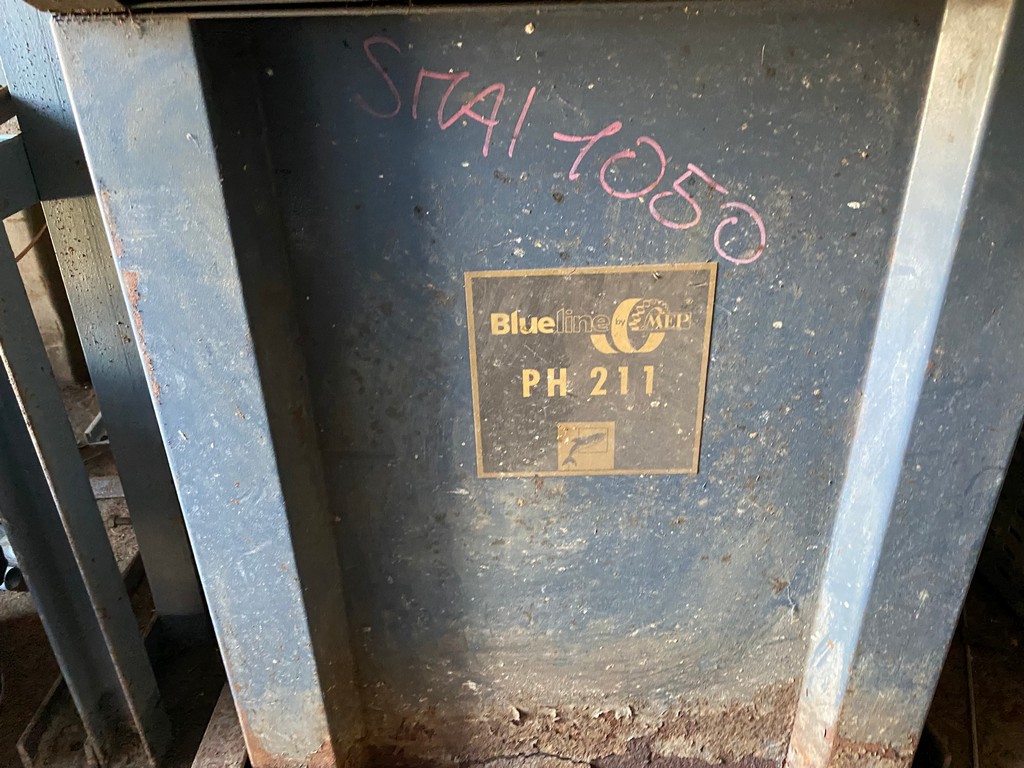 SMAI 1050
Blueline by MEP
PH 211